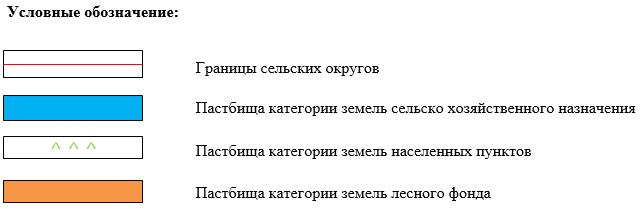 Условные обозначение:
Границы сельских округов
Пастбища категории земель сельско хозяйственного назначения
Пастбища категории земель населенных пунктов
Пастбища категории земель лесного фонда